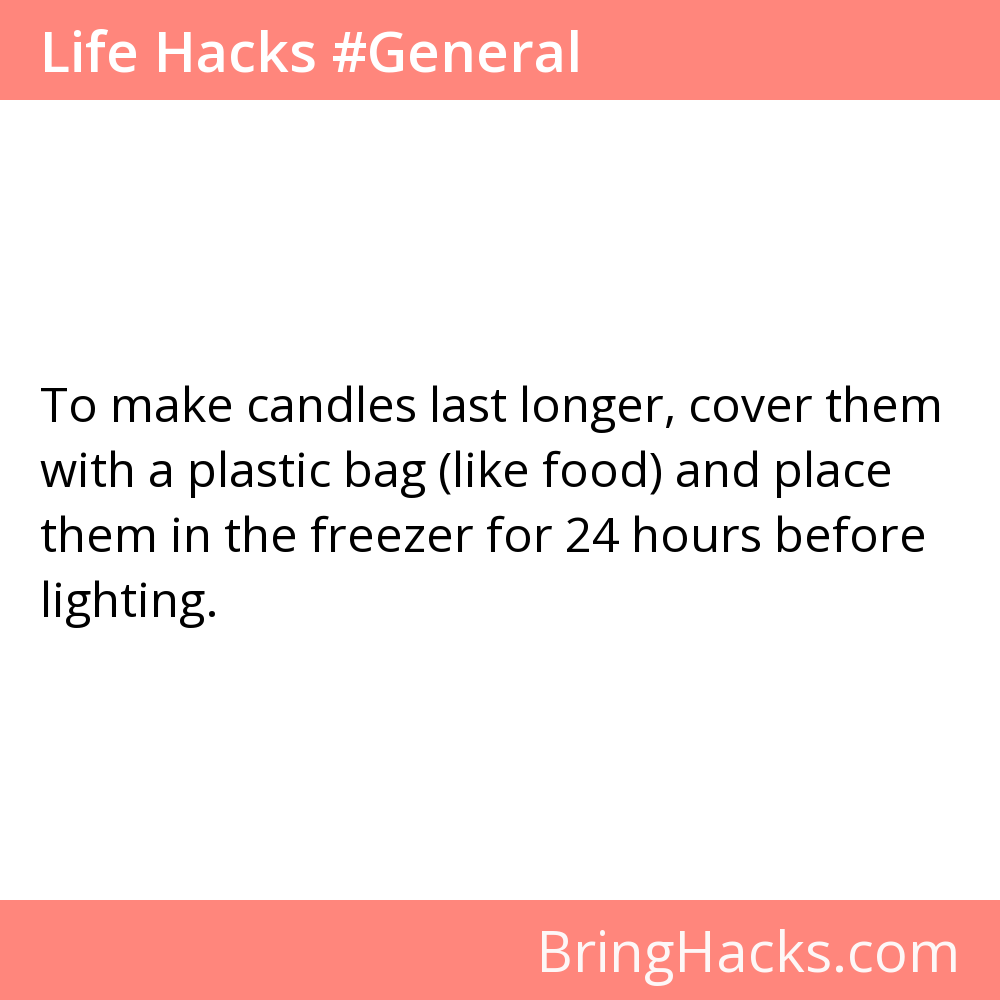 Life Hacks #General
To make candles last longer, cover them
with a plastic bag (like food) and place
them in the freezer for 24 hours before
lighting.
BringHacks.com